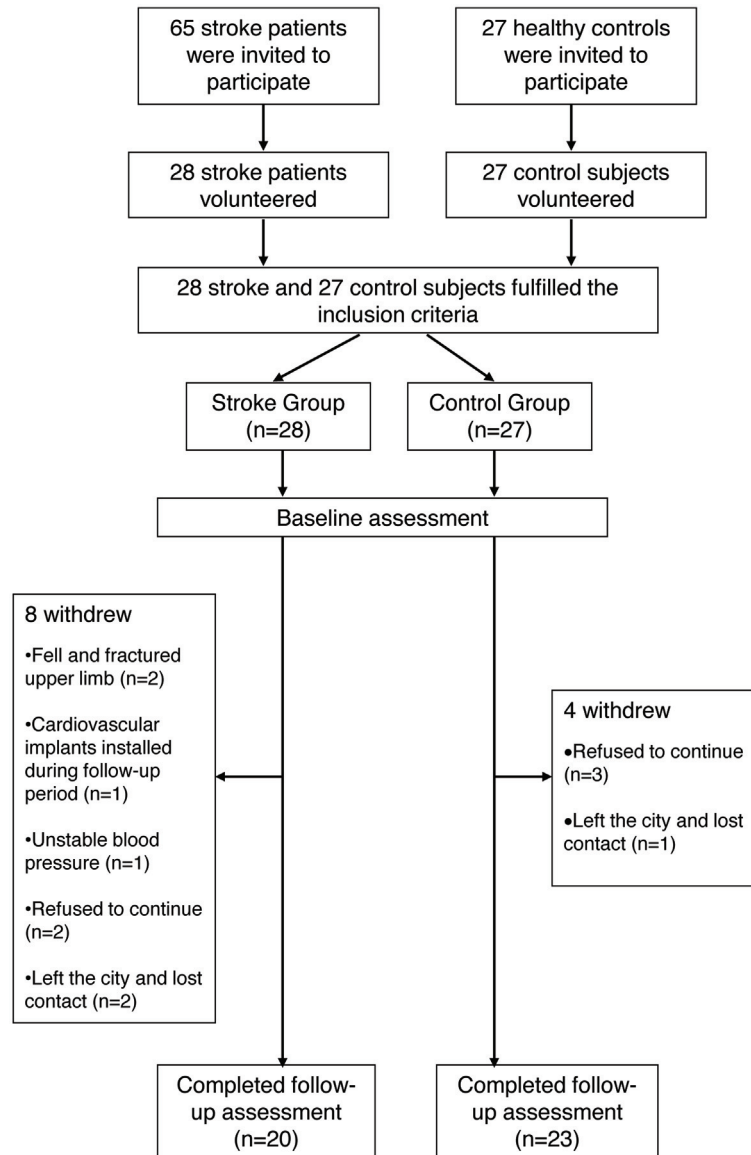 65 stroke patients
were invited to
participate
27 healthy controls
were invited to
participate
28 stroke patients
volunteered
27 control subjects
volunteered
28 stroke and 27 control subjects fulfilled the
inclusion criteria
Stroke Group
(n=28)
Control Group
(n=27)
Baseline assessment
8 withdrew
•Fell and fractured
upper limb (n=2)
•Cardiovascular
implants installed
during follow-up
period (n=1)
•Unstable blood
pressure (n=1)
•Refused to continue
(n=2)
•Left the city and lost
contact (n=2)
4 withdrew
•Refused to continue
(n=3)
•Left the city and lost
contact (n=1)
Completed follow-
up assessment
(n=20)
Completed follow-
up assessment
(n=23)